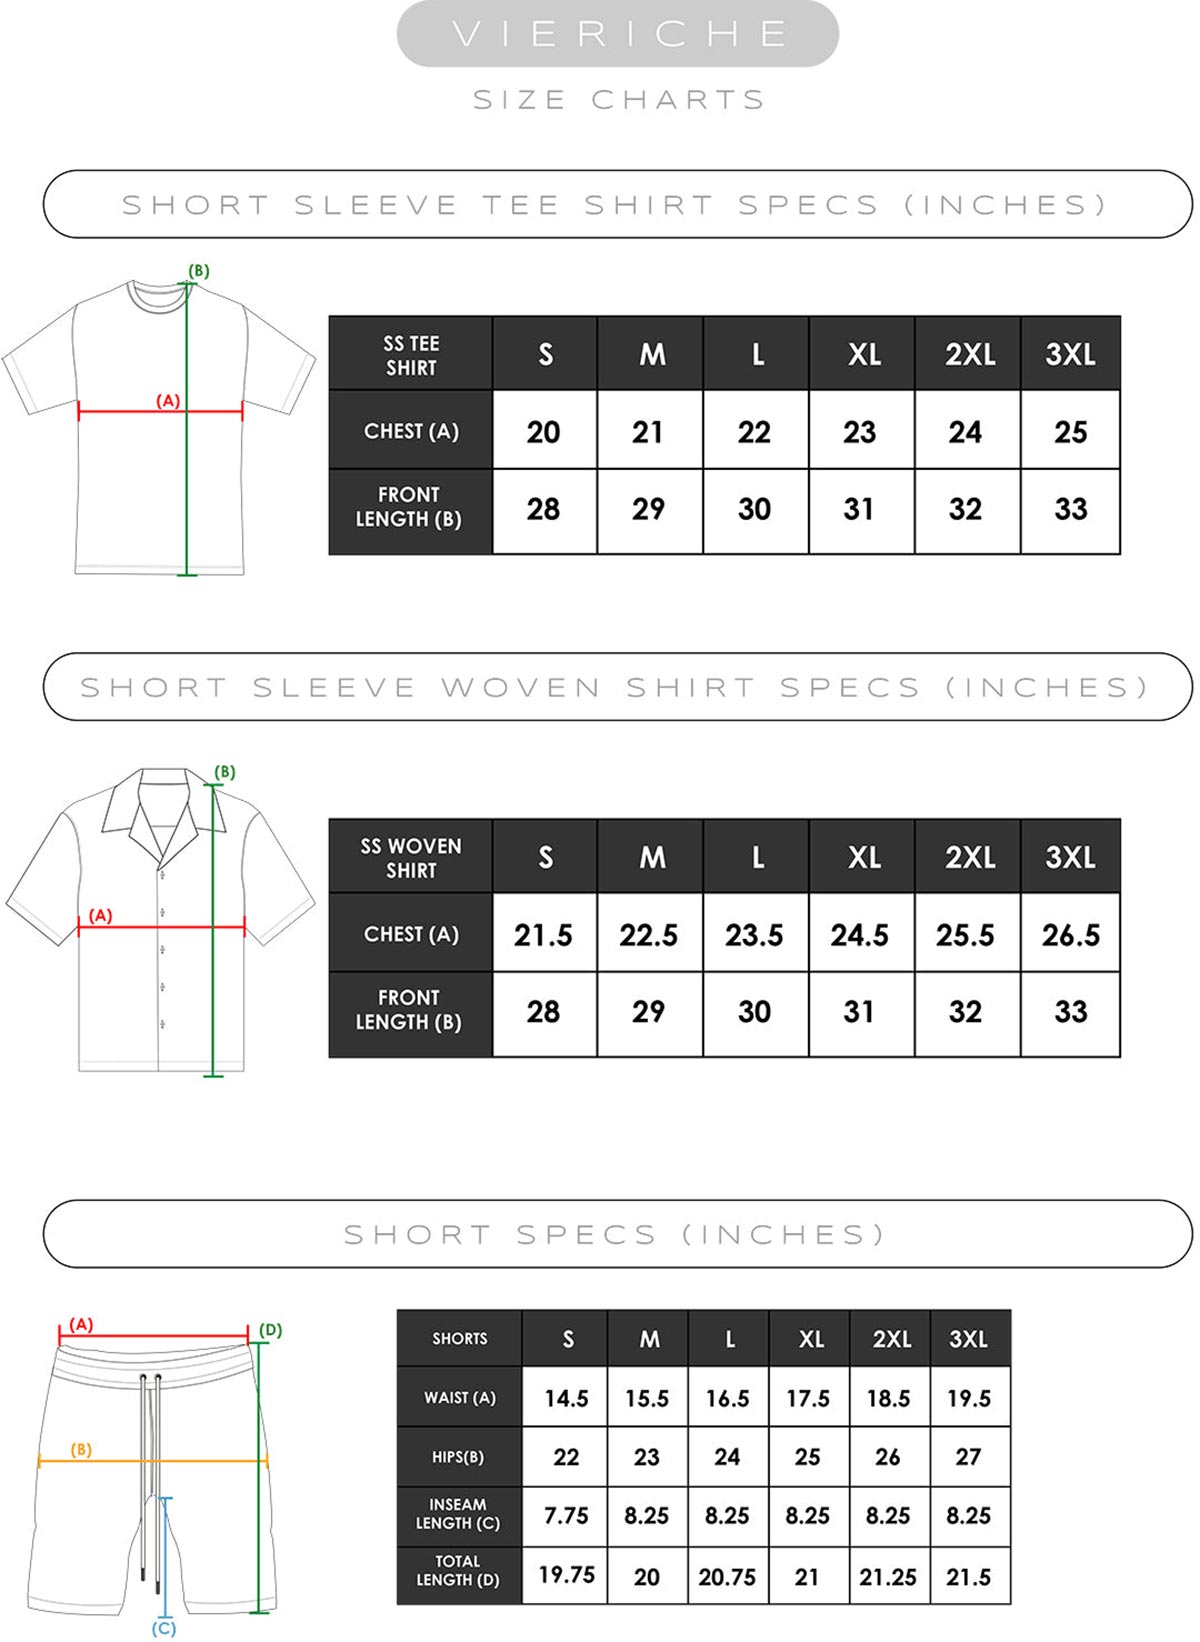 VIERICHE
SIZE CHARTS
SHORT SLEEVE TEE SHIRT SPECS (INCHES)
(B)
(A)
SS TEE SHIRT S M L XL 2XL 3XL
CHEST (A) 20 21 22 23 24 25
FRONT LENGTH (B) 28 29 30 31 32 33
SHORT SLEEVE WOVEN SHIRT SPECS (INCHES)
(B)
(A)
SS WOVEN SHIRT S M L XL 2XL 3XL
CHEST (A) 21.5 22.5 23.5 24.5 25.5 26.5
FRONT LENGTH (B) 28 29 30 31 32 33
SHORT SPECS (INCHES)
(A)
(D)
(B)
(C)
SHORTS S M L XL 2XL 3XL
WAIST (A) 14.5 15.5 16.5 17.5 18.5 19.5
HIPS(B) 22 23 24 25 26 27
INSEAM LENGTH (C) 7.75 8.25 8.25 8.25 8.25 8.25
TOTAL LENGTH (D) 19.75 20 20.75 21 21.25 21.5